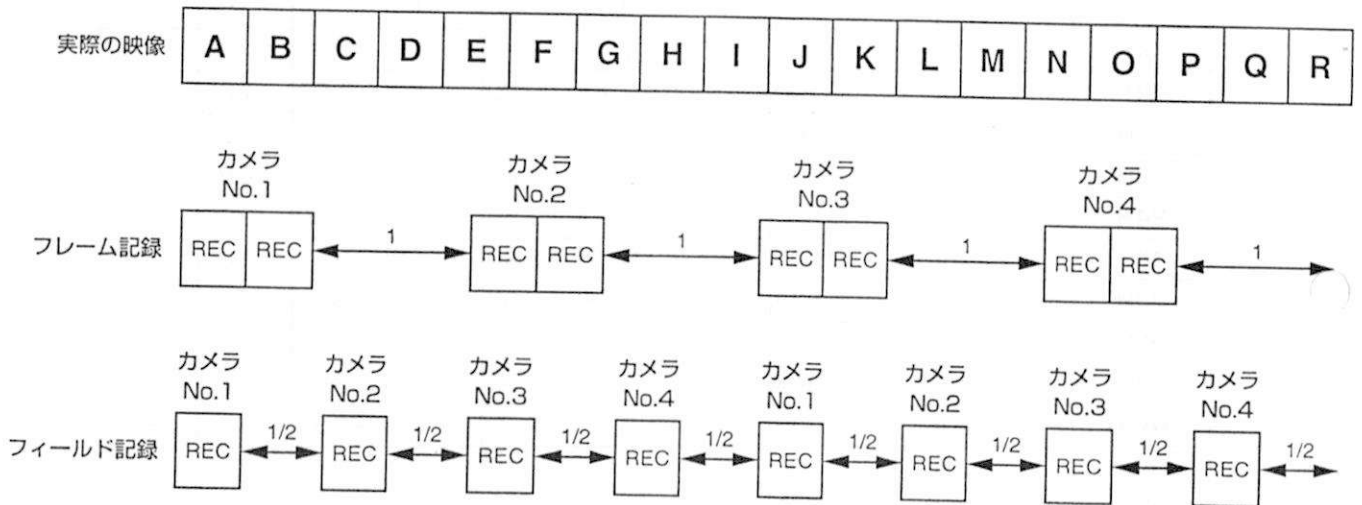 実際の映像 A B C D E F G H I J K L M N O P Q R
カメラ カメラ カメラ カメラ
No.1 No.2 No.3 No.4
フレーム記録 REC REC 1 REC REC 1 REC REC 1 REC REC 1
カメラ カメラ カメラ カメラ カメラ カメラ カメラ カメラ
No.1 No.2 No.3 No.4 No.1 No.2 No.3 No.4
フィールド記録 REC 1/2 REC 1/2 REC 1/2 REC 1/2 REC 1/2 REC 1/2 REC 1/2 REC 1/2